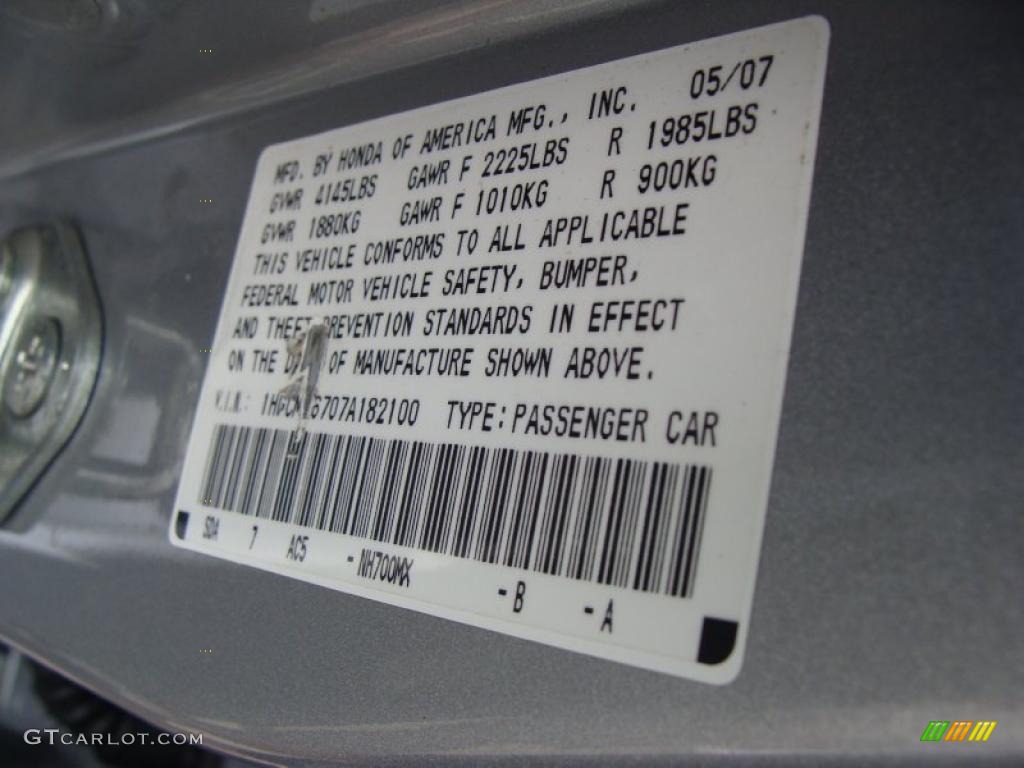 MFD. BY HONDA OF AMERICA MFG., INC. 05/07
GVWR 4145LBS GAWR F 2225LBS R 1985LBS
GVWR 1880KG GAWR F 1010KG R 900KG
THIS VEHICLE CONFORMS TO ALL APPLICABLE
FEDERAL MOTOR VEHICLE SAFETY, BUMPER,
AND THEFT PREVENTION STANDARDS IN EFFECT
ON THE OF MANUFACTURE SHOWN ABOVE.
V.I.N.: TYPE: PASSENGER CAR
SDA 7 AC5 -NH700MX -B -A
GTcarlot.com